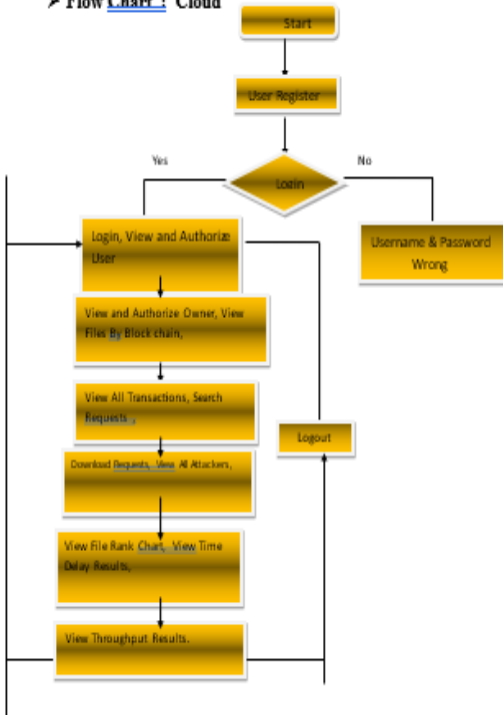 ➤ Flow Chart : Cloud
Start
User Register
Yes
No
Login
Login, View and Authorize
User
Username & Password
Wrong
View and Authorize Owner, View
Files By Block chain,
View All Transactions, Search
Requests ,
Logout
Download Requests, View All Attackers,
View File Rank Chart, View Time
Delay Results,
View Throughput Results.